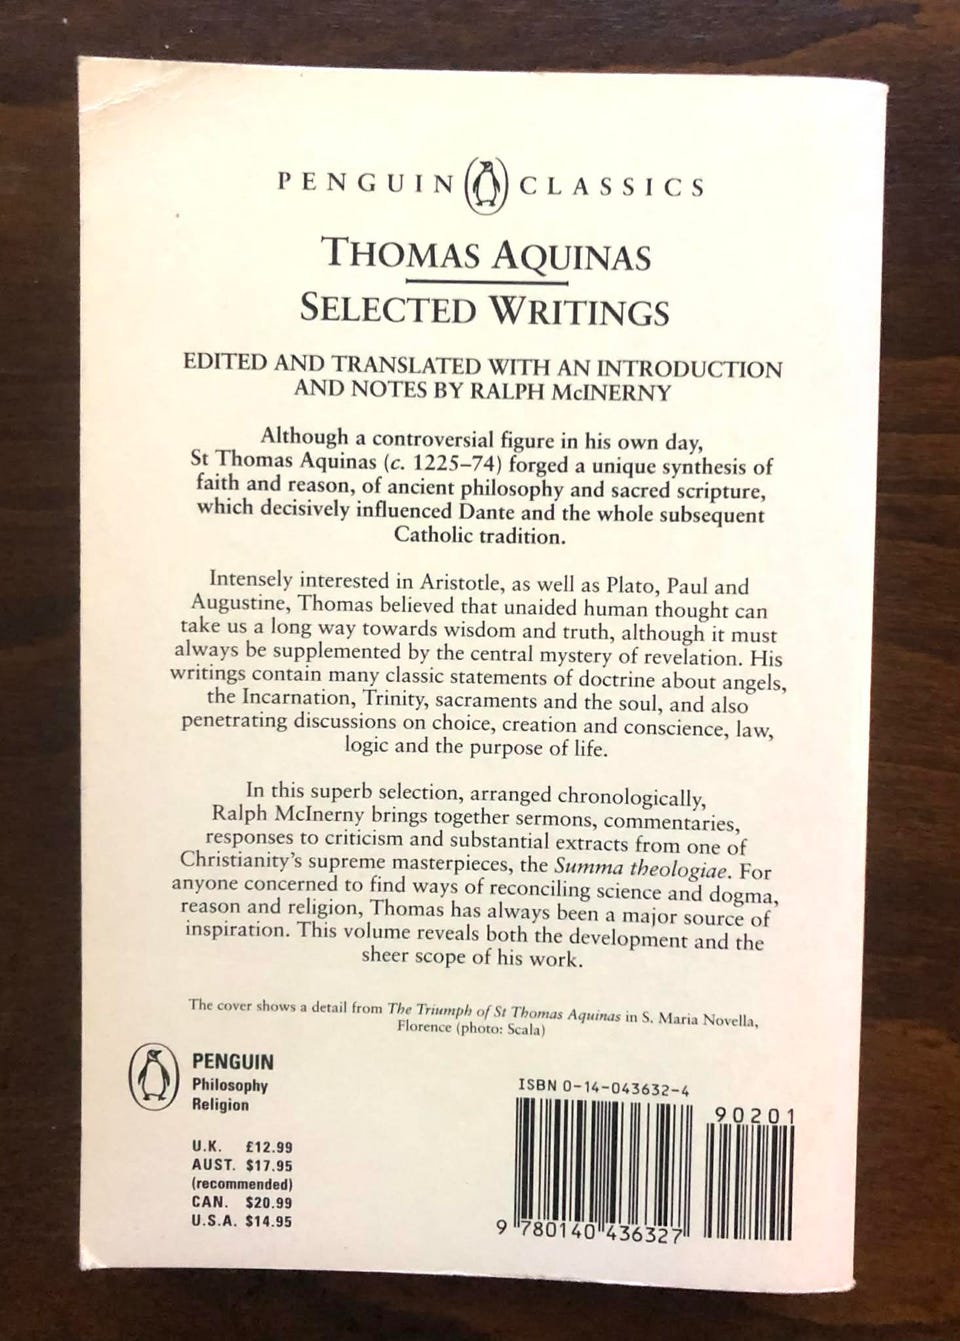 PENGUIN CLASSICS
THOMAS AQUINAS
SELECTED WRITINGS
EDITED AND TRANSLATED WITH AN INTRODUCTION
AND NOTES BY RALPH McINERNY
Although a controversial figure in his own day,
St Thomas Aquinas (c. 1225–74) forged a unique synthesis of
faith and reason, of ancient philosophy and sacred scripture,
which decisively influenced Dante and the whole subsequent
Catholic tradition.
Intensely interested in Aristotle, as well as Plato, Paul and
Augustine, Thomas believed that unaided human thought can
take us a long way towards wisdom and truth, although it must
always be supplemented by the central mystery of revelation. His
writings contain many classic statements of doctrine about angels,
the Incarnation, Trinity, sacraments and the soul, and also
penetrating discussions on choice, creation and conscience, law,
logic and the purpose of life.
In this superb selection, arranged chronologically,
Ralph McInerny brings together sermons, commentaries,
responses to criticism and substantial extracts from one of
Christianity's supreme masterpieces, the Summa theologiae. For
anyone concerned to find ways of reconciling science and dogma,
reason and religion, Thomas has always been a major source of
inspiration. This volume reveals both the development and the
sheer scope of his work.
The cover shows a detail from The Triumph of St Thomas Aquinas in S. Maria Novella,
Florence (photo: Scala)
PENGUIN
Philosophy
Religion
U.K. £12.99
AUST. $17.95
(recommended)
CAN. $20.99
U.S.A. $14.95
ISBN 0-14-043632-4
90201
9 780140 436327